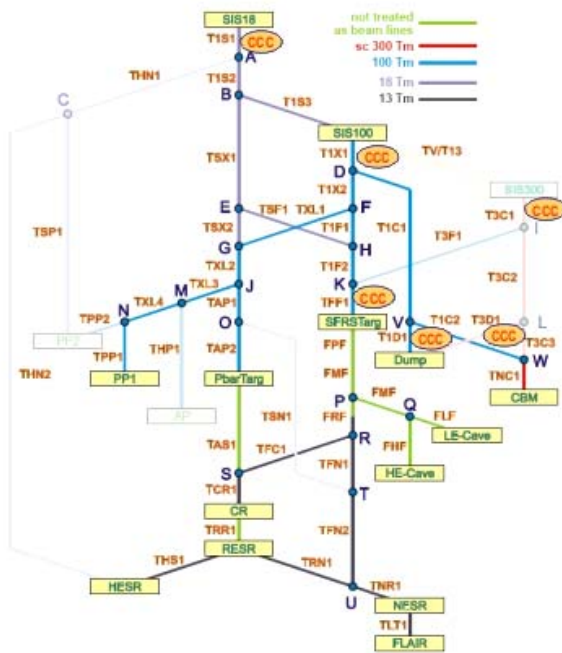 SIS18
not treated
as beam lines
T1S1
CCC
A
sc 300 Tm
THN1
T1S2
100 Tm
C
18 Tm
B
T1S3
13 Tm
SIS100
T1X1
CCC
TV/T13
TSX1
D
T1X2
SIS300
E
TSF1
TXL1
F
T1C1
T3C1
CCC
TSP1
TSX2
T1F1
T3F1
I
G
H
TXL2
T1F2
T3C2
TXL3
J
K
M
TXL4
TAP1
TFF1
CCC
N
O
SFRSTarg
V
T1C2
T3D1
L
TPP2
T1D1
CCC
CCC
PP2
FPF
Dump
T3C3
W
THN2
TPP1
THP1
TAP2
FMF
TNC1
PP1
PbarTarg
CBM
AP
P
FMF
Q
TSN1
FRF
FLF
TAS1
TFC1
R
FHF
LE-Cave
S
TFN1
HE-Cave
TCR1
T
CR
TRR1
TFN2
RESR
THS1
TRN1
HESR
TNR1
U
NESR
TLT1
FLAIR